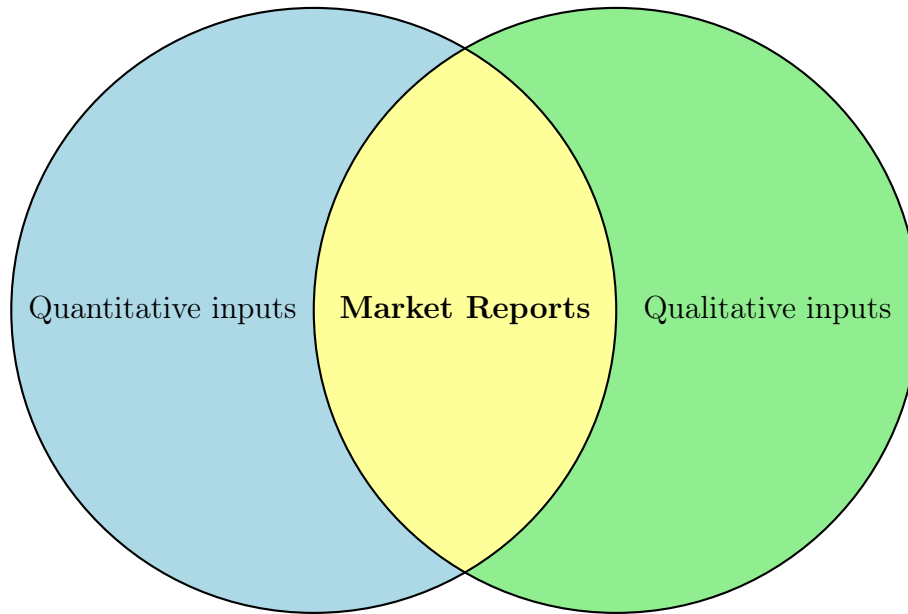 Quantitative inputs
Market Reports
Qualitative inputs